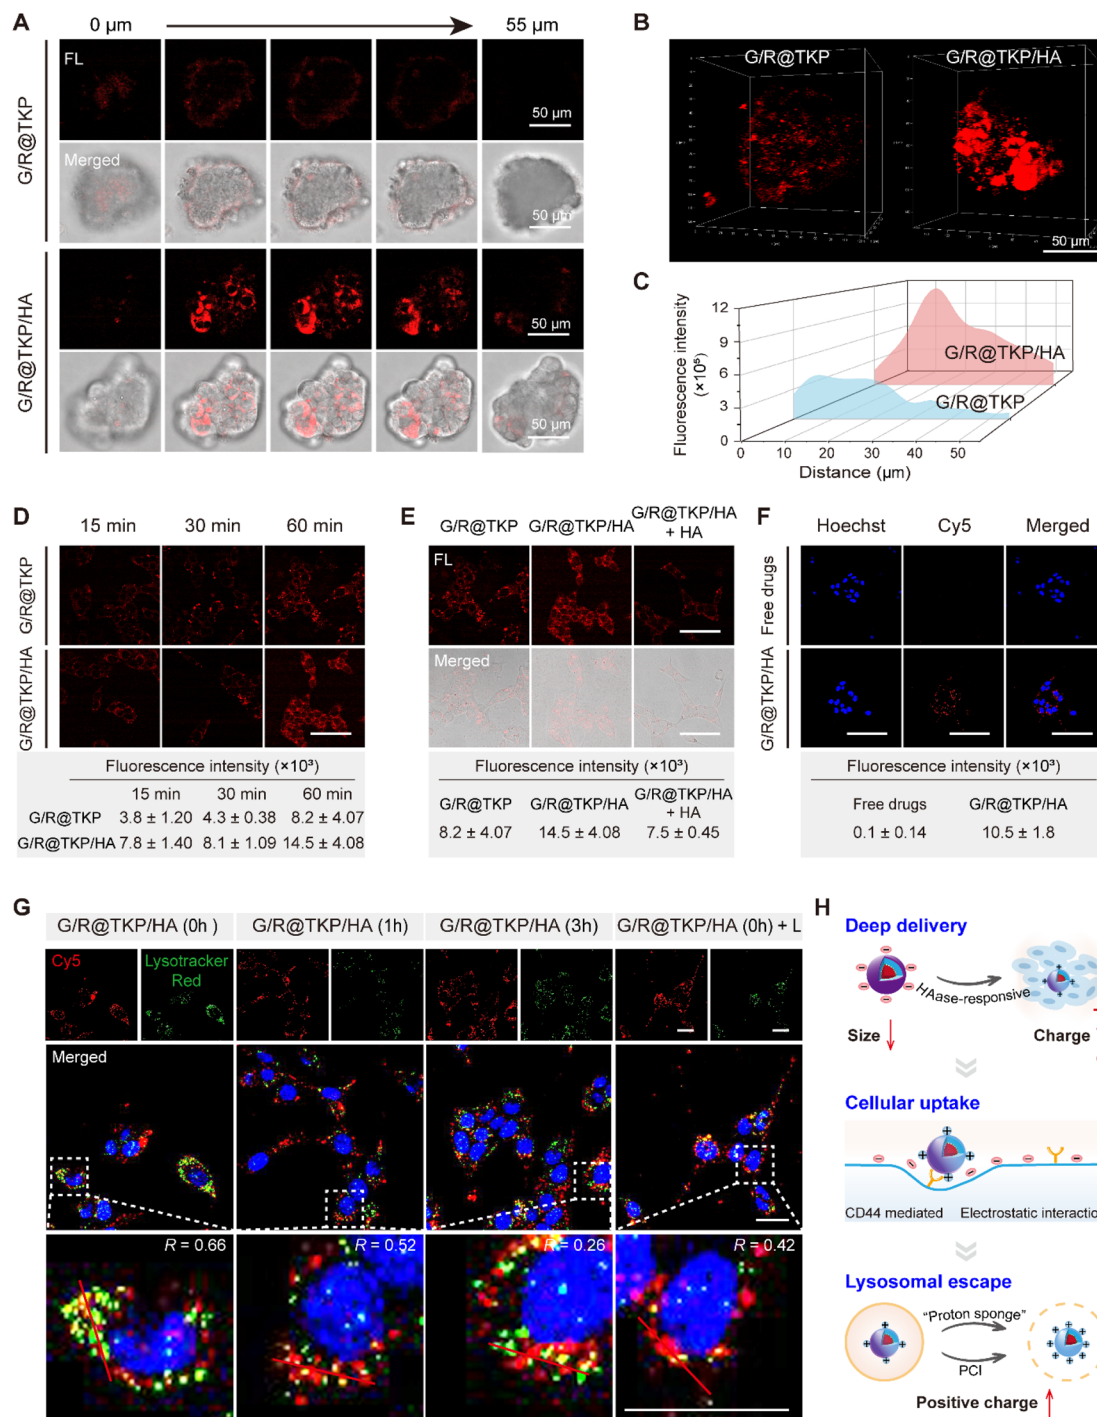 A
0 µm
55 µm
G/R@TKP
FL
50 µm
Merged
50 µm
G/R@TKP/HA
50 µm
50 µm
B
G/R@TKP
G/R@TKP/HA
50 µm
C
Fluorescence intensity
(×10⁵)
12
9
6
3
0
G/R@TKP/HA
G/R@TKP
0 10 20 30 40 50
Distance (µm)
D
15 min 30 min 60 min
G/R@TKP
G/R@TKP/HA
Fluorescence intensity (×10³)
15 min 30 min 60 min
G/R@TKP 3.8 ± 1.20 4.3 ± 0.38 8.2 ± 4.07
G/R@TKP/HA 7.8 ± 1.40 8.1 ± 1.09 14.5 ± 4.08
E
G/R@TKP G/R@TKP/HA G/R@TKP/HA
+ HA
FL
Merged
Fluorescence intensity (×10³)
G/R@TKP G/R@TKP/HA G/R@TKP/HA
+ HA
8.2 ± 4.07 14.5 ± 4.08 7.5 ± 0.45
F
Hoechst Cy5 Merged
Free drugs
G/R@TKP/HA
Fluorescence intensity (×10³)
Free drugs G/R@TKP/HA
0.1 ± 0.14 10.5 ± 1.8
G
G/R@TKP/HA (0h ) G/R@TKP/HA (1h) G/R@TKP/HA (3h) G/R@TKP/HA (0h) + L
Cy5
Lysotracker
Red
Merged
R = 0.66 R = 0.52 R = 0.26 R = 0.42
H
Deep delivery
HAase-responsive
Size
Charge
Cellular uptake
CD44 mediated
Electrostatic interactio
Lysosomal escape
"Proton sponge"
PCI
Positive charge